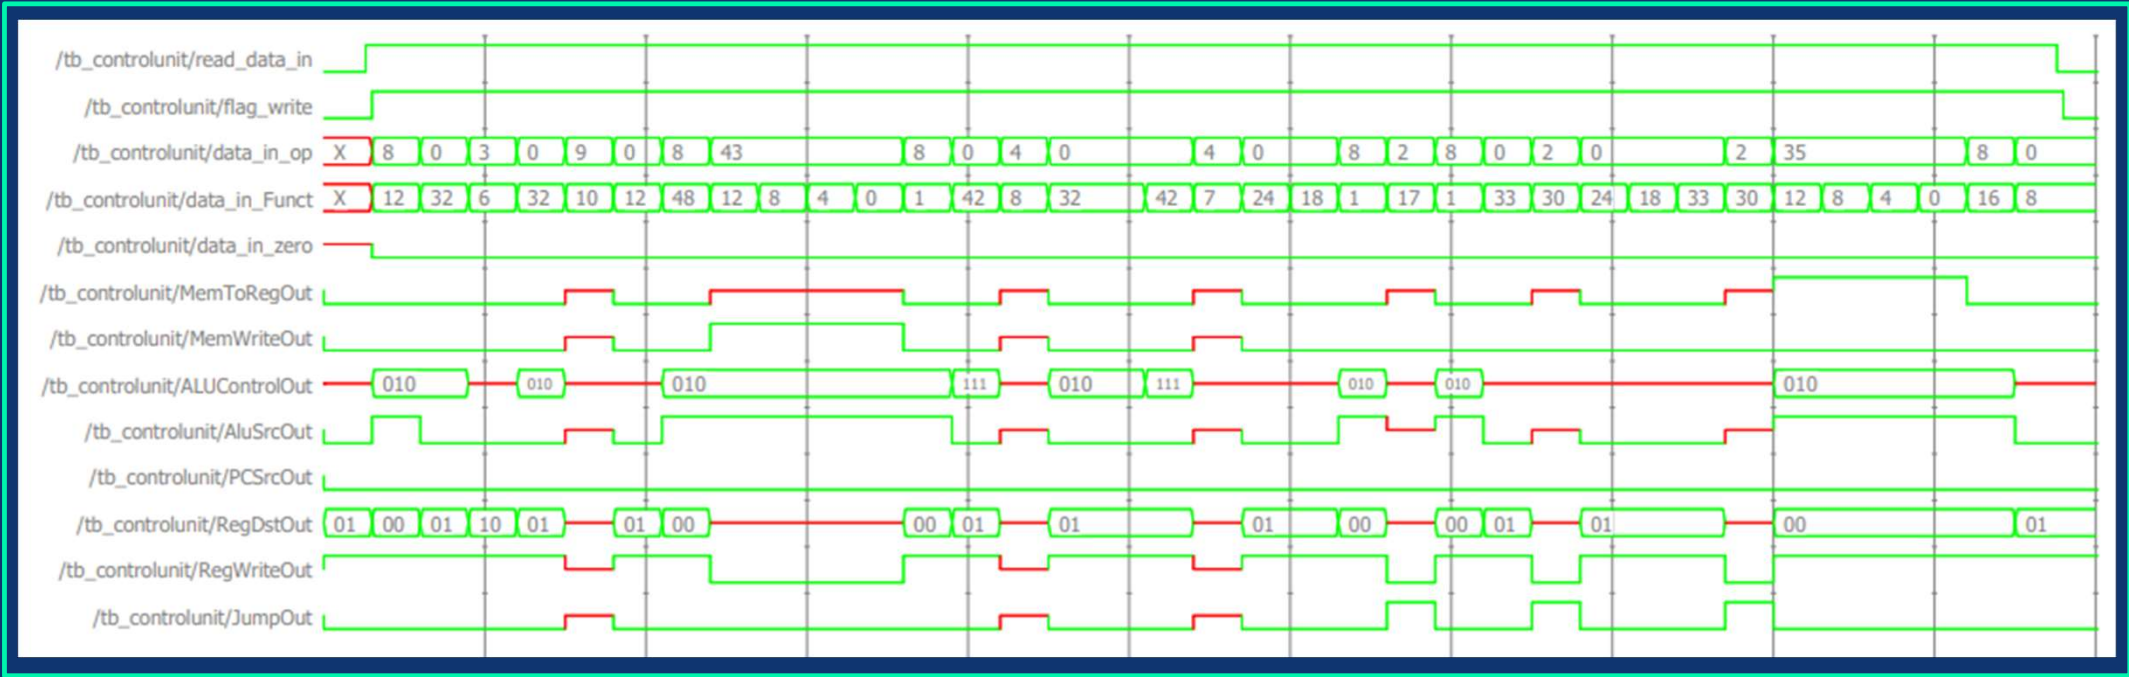 /tb_controlunit/read_data_in
/tb_controlunit/flag_write
/tb_controlunit/data_in_op X 8 0 3 0 9 0 8 43 8 0 4 0 4 0 8 2 8 0 2 0 2 35 8 0
/tb_controlunit/data_in_Funct X 12 32 6 32 10 12 48 12 8 4 0 1 42 8 32 42 7 24 18 1 17 1 33 30 24 18 33 30 12 8 4 0 16 8
/tb_controlunit/data_in_zero
/tb_controlunit/MemToRegOut
/tb_controlunit/MemWriteOut
/tb_controlunit/ALUControlOut 010 010 010 111 010 111 010 010 010
/tb_controlunit/AluSrcOut
/tb_controlunit/PCSrcOut
/tb_controlunit/RegDstOut 01 00 01 10 01 01 00 00 01 01 01 00 00 01 01 00 01
/tb_controlunit/RegWriteOut
/tb_controlunit/JumpOut